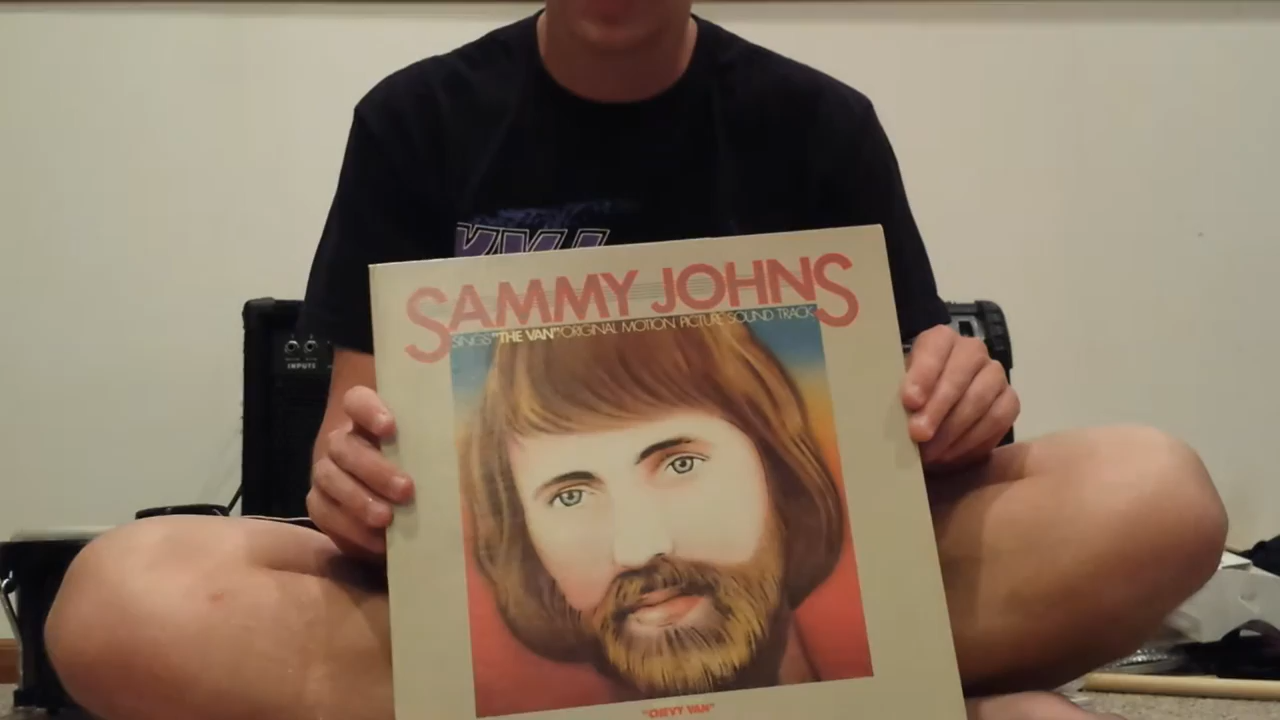 SAMMY JOHNS
SINGS "THE VAN" ORIGINAL MOTION PICTURE SOUND TRACK
"CHEVY VAN"
INPUTS